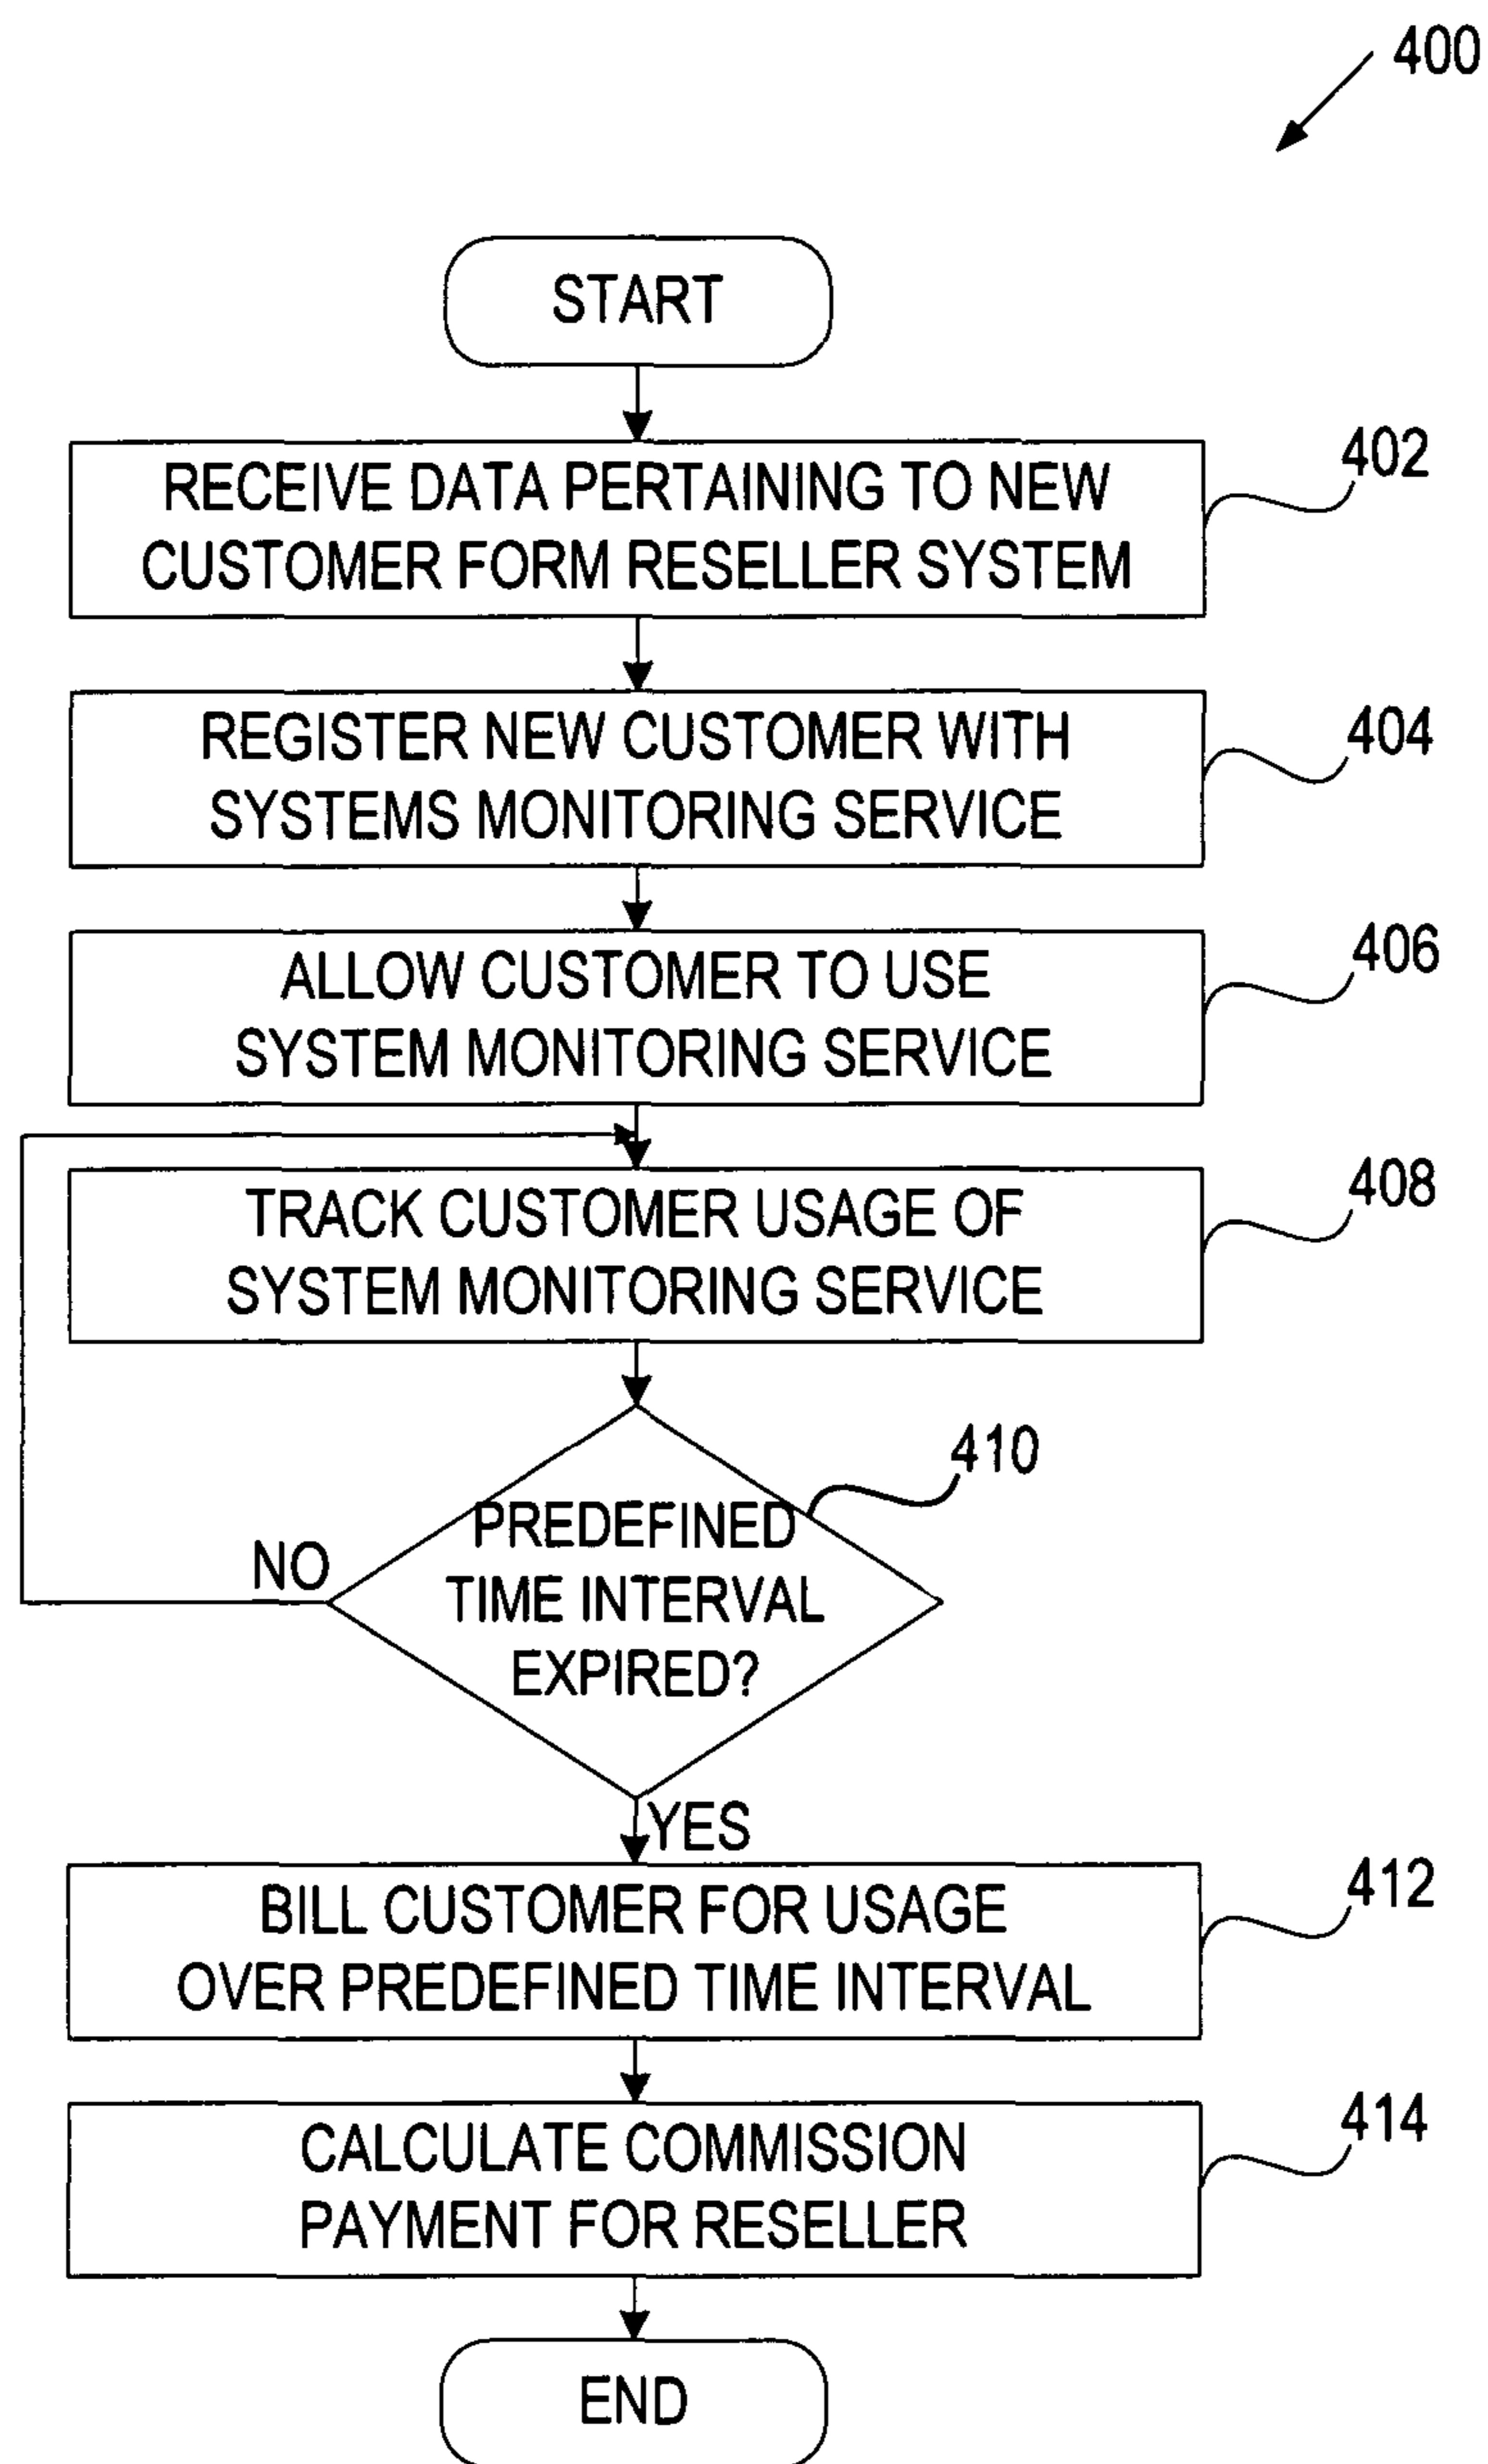 400
START
RECEIVE DATA PERTAINING TO NEW
CUSTOMER FORM RESELLER SYSTEM
402
REGISTER NEW CUSTOMER WITH
SYSTEMS MONITORING SERVICE
404
ALLOW CUSTOMER TO USE
SYSTEM MONITORING SERVICE
406
TRACK CUSTOMER USAGE OF
SYSTEM MONITORING SERVICE
408
410
PREDEFINED
TIME INTERVAL
EXPIRED?
NO
YES
BILL CUSTOMER FOR USAGE
OVER PREDEFINED TIME INTERVAL
412
CALCULATE COMMISSION
PAYMENT FOR RESELLER
414
END